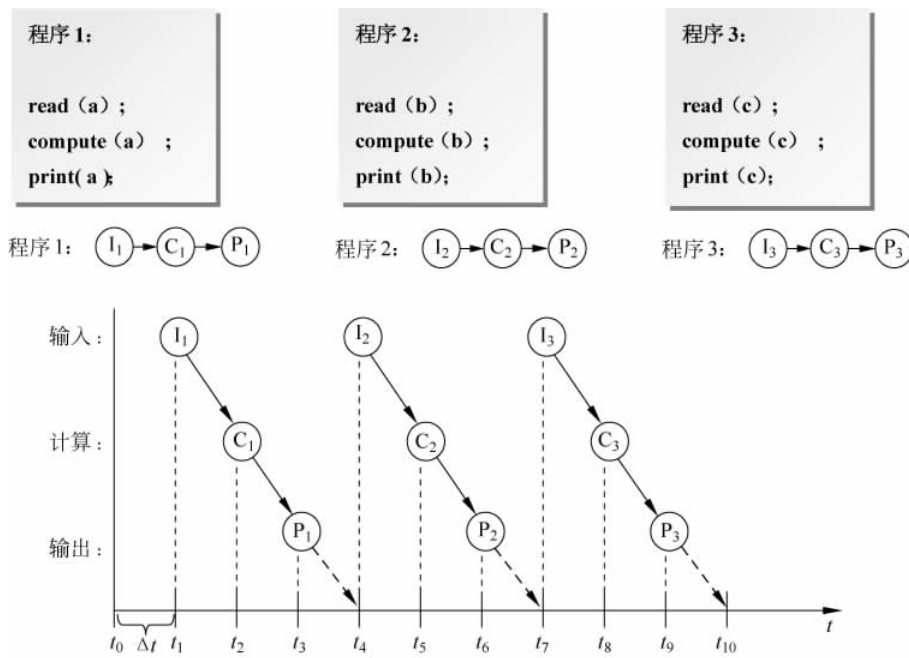 程序 1：
read（a）;
compute（a） ;
print( a );
程序 2：
read（b）;
compute（b）;
print（b）;
程序 3：
read（c）;
compute（c） ;
print（c）;
程序 1： I1 C1 P1
程序 2： I2 C2 P2
程序 3： I3 C3 P3
输入： I1 I2 I3
计算： C1 C2 C3
输出： P1 P2 P3
t0 Δt t1 t2 t3 t4 t5 t6 t7 t8 t9 t10 t